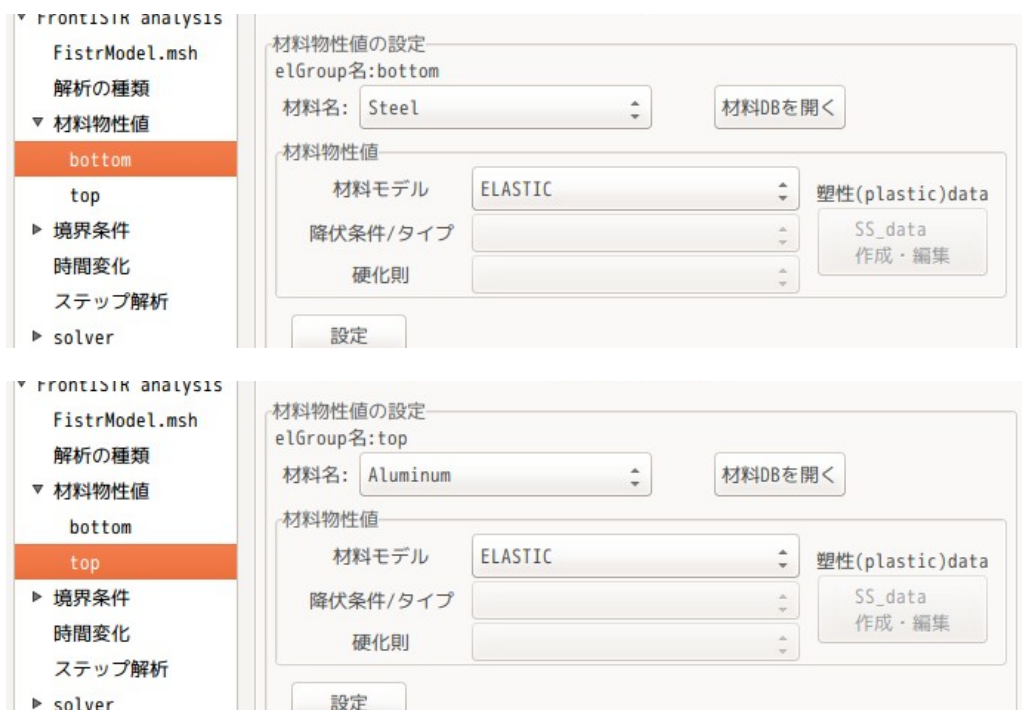 FrontISTR analysis
FistrModel.msh
解析の種類
材料物性値
bottom
top
境界条件
時間変化
ステップ解析
solver
材料物性値の設定
elGroup名:bottom
材料名: Steel 材料DBを開く
材料物性値
材料モデル ELASTIC 塑性(plastic)data
降伏条件/タイプ SS_data
作成・編集
硬化則
設定
FrontISTR analysis
FistrModel.msh
解析の種類
材料物性値
bottom
top
境界条件
時間変化
ステップ解析
solver
材料物性値の設定
elGroup名:top
材料名: Aluminum 材料DBを開く
材料物性値
材料モデル ELASTIC 塑性(plastic)data
降伏条件/タイプ SS_data
作成・編集
硬化則
設定